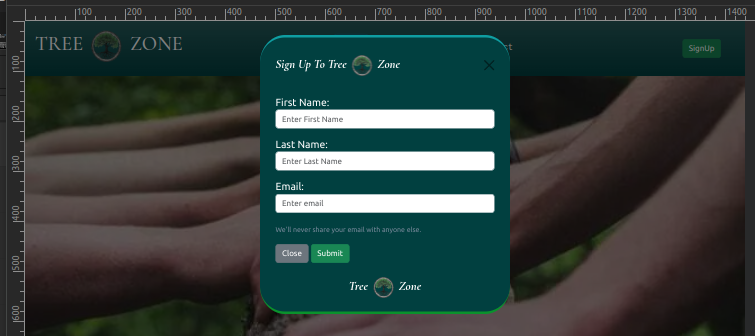 100 200 300 400 500 600 700 800 900 1000 1100 1200 1300 1400
TREE ZONE
SignUp
Sign Up To Tree Zone
First Name:
Enter First Name
Last Name:
Enter Last Name
Email:
Enter email
We'll never share your email with anyone else.
Close Submit
Tree Zone
100
200
300
400
500
600